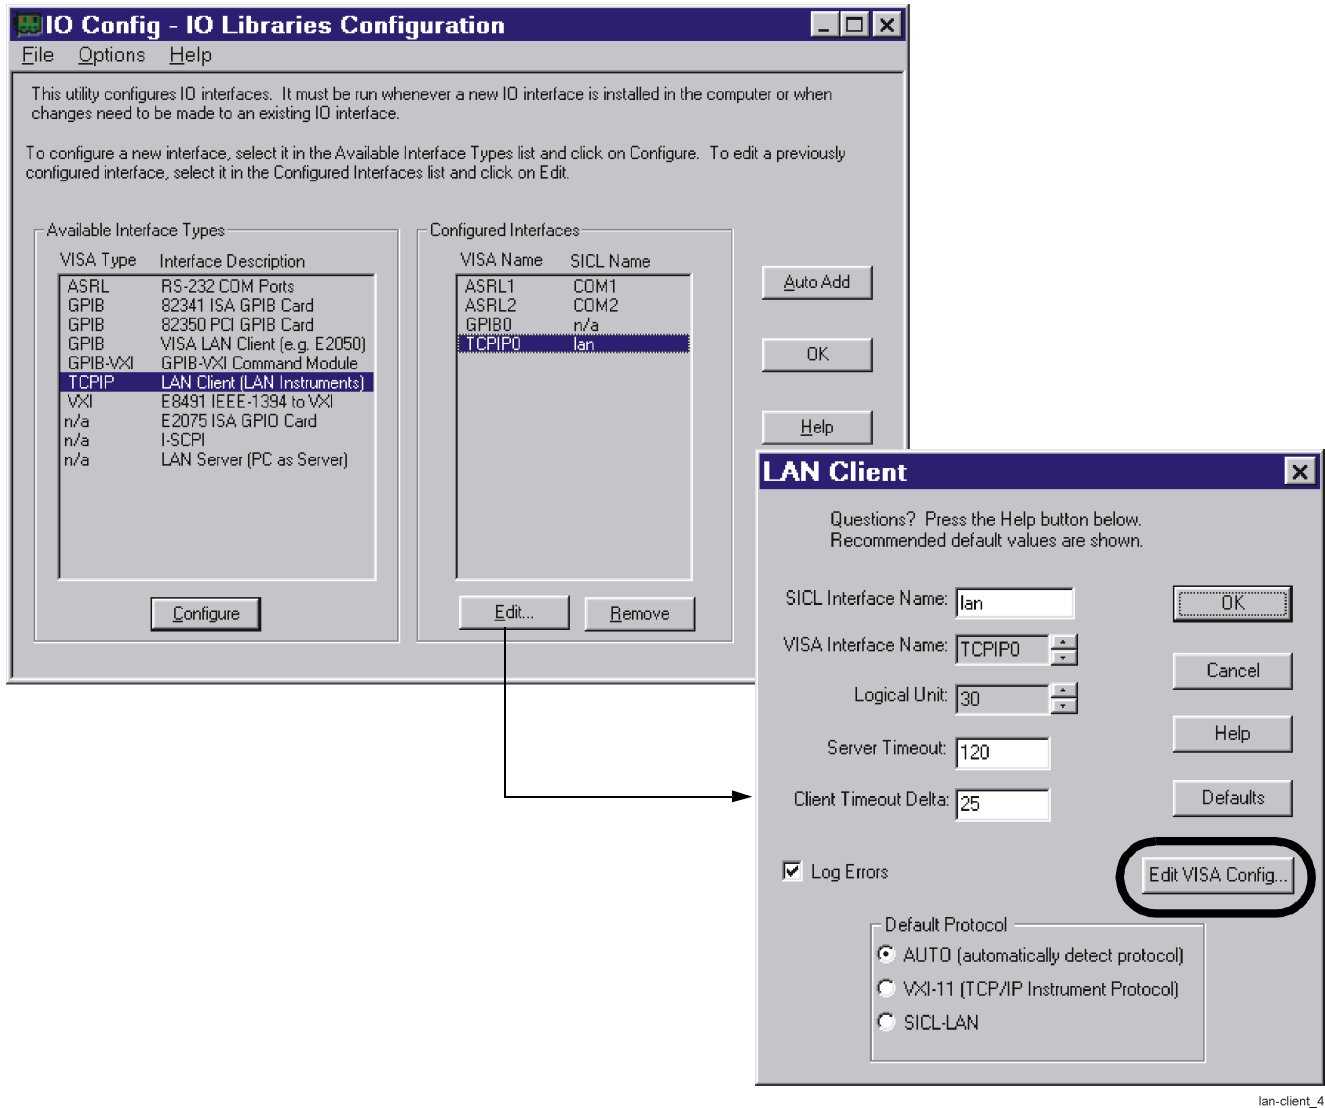 IO Config - IO Libraries Configuration
File Options Help
This utility configures IO interfaces. It must be run whenever a new IO interface is installed in the computer or when
changes need to be made to an existing IO interface.
To configure a new interface, select it in the Available Interface Types list and click on Configure. To edit a previously
configured interface, select it in the Configured Interfaces list and click on Edit.
Available Interface Types
VISA Type Interface Description
ASRL RS-232 COM Ports
GPIB 82341 ISA GPIB Card
GPIB 82350 PCI GPIB Card
GPIB VISA LAN Client (e.g. E2050)
GPIB-VXI GPIB-VXI Command Module
TCPIP LAN Client (LAN Instruments)
VXI E8491 IEEE-1394 to VXI
n/a E2075 ISA GPIO Card
n/a I-SCPI
n/a LAN Server (PC as Server)
Configure
Configured Interfaces
VISA Name SICL Name
ASRL1 COM1
ASRL2 COM2
GPIB0 n/a
TCPIP0 lan
Edit... Remove
Auto Add
OK
Help
LAN Client
Questions? Press the Help button below.
Recommended default values are shown.
SICL Interface Name: lan
VISA Interface Name: TCPIP0
Logical Unit: 30
Server Timeout: 120
Client Timeout Delta: 25
OK
Cancel
Help
Defaults
Log Errors
Edit VISA Config...
Default Protocol
AUTO (automatically detect protocol)
VXI-11 (TCP/IP Instrument Protocol)
SICL-LAN
lan-client_4